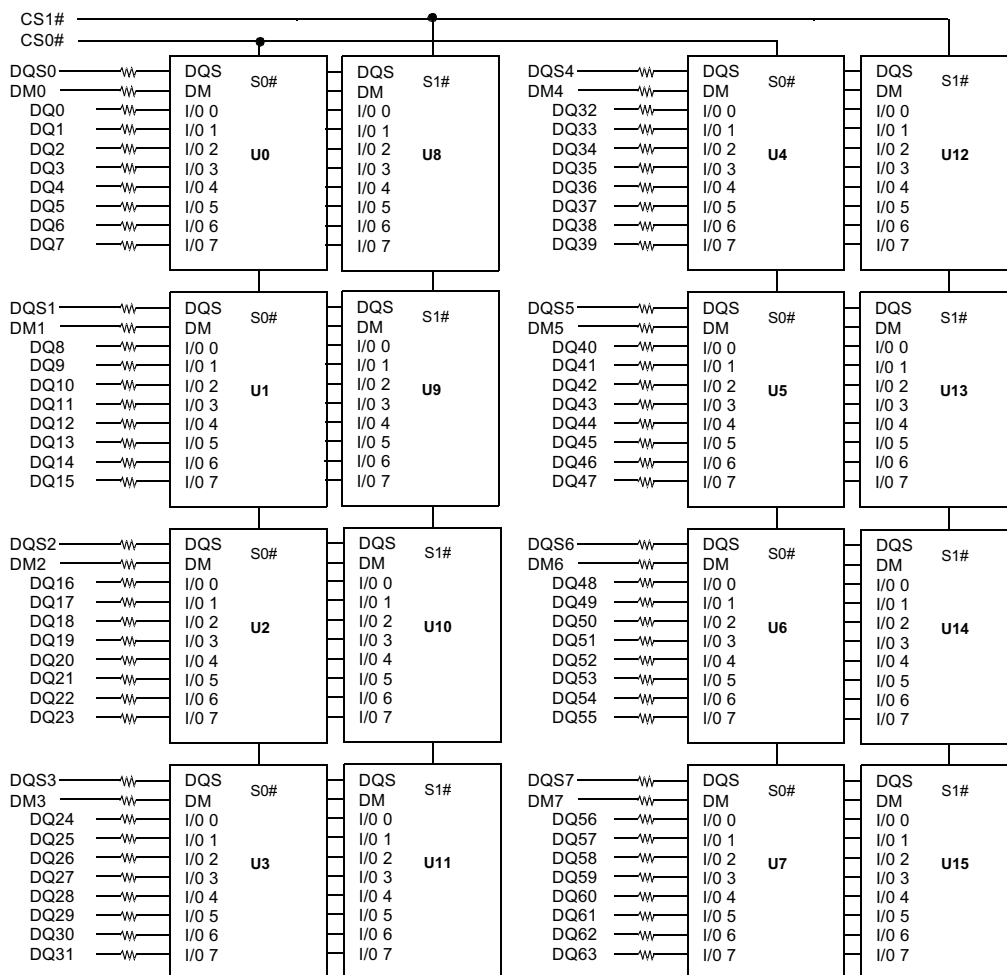 CS1#
CS0#
DQS0 DQS DQS DQS4 DQS DQS
S0# S1# S0# S1#
DM0 DM DM DM4 DM DM
DQ0 I/0 0 I/0 0 DQ32 I/0 0 I/0 0
DQ1 I/0 1 I/0 1 DQ33 I/0 1 I/0 1
DQ2 I/0 2 U0 I/0 2 U8 DQ34 I/0 2 U4 I/0 2 U12
DQ3 I/0 3 I/0 3 DQ35 I/0 3 I/0 3
DQ4 I/0 4 I/0 4 DQ36 I/0 4 I/0 4
DQ5 I/0 5 I/0 5 DQ37 I/0 5 I/0 5
DQ6 I/0 6 I/0 6 DQ38 I/0 6 I/0 6
DQ7 I/0 7 I/0 7 DQ39 I/0 7 I/0 7
DQS1 DQS DQS DQS5 DQS DQS
S0# S1# S0# S1#
DM1 DM DM DM5 DM DM
DQ8 I/0 0 I/0 0 DQ40 I/0 0 I/0 0
DQ9 I/0 1 I/0 1 DQ41 I/0 1 I/0 1
DQ10 I/0 2 U1 I/0 2 U9 DQ42 I/0 2 U5 I/0 2 U13
DQ11 I/0 3 I/0 3 DQ43 I/0 3 I/0 3
DQ12 I/0 4 I/0 4 DQ44 I/0 4 I/0 4
DQ13 I/0 5 I/0 5 DQ45 I/0 5 I/0 5
DQ14 I/0 6 I/0 6 DQ46 I/0 6 I/0 6
DQ15 I/0 7 I/0 7 DQ47 I/0 7 I/0 7
DQS2 DQS DQS DQS6 DQS DQS
S0# S1# S0# S1#
DM2 DM DM DM6 DM DM
DQ16 I/0 0 I/0 0 DQ48 I/0 0 I/0 0
DQ17 I/0 1 I/0 1 DQ49 I/0 1 I/0 1
DQ18 I/0 2 U2 I/0 2 U10 DQ50 I/0 2 U6 I/0 2 U14
DQ19 I/0 3 I/0 3 DQ51 I/0 3 I/0 3
DQ20 I/0 4 I/0 4 DQ52 I/0 4 I/0 4
DQ21 I/0 5 I/0 5 DQ53 I/0 5 I/0 5
DQ22 I/0 6 I/0 6 DQ54 I/0 6 I/0 6
DQ23 I/0 7 I/0 7 DQ55 I/0 7 I/0 7
DQS3 DQS DQS DQS7 DQS DQS
S0# S1# S0# S1#
DM3 DM DM DM7 DM DM
DQ24 I/0 0 I/0 0 DQ56 I/0 0 I/0 0
DQ25 I/0 1 I/0 1 DQ57 I/0 1 I/0 1
DQ26 I/0 2 U3 I/0 2 U11 DQ58 I/0 2 U7 I/0 2 U15
DQ27 I/0 3 I/0 3 DQ59 I/0 3 I/0 3
DQ28 I/0 4 I/0 4 DQ60 I/0 4 I/0 4
DQ29 I/0 5 I/0 5 DQ61 I/0 5 I/0 5
DQ30 I/0 6 I/0 6 DQ62 I/0 6 I/0 6
DQ31 I/0 7 I/0 7 DQ63 I/0 7 I/0 7